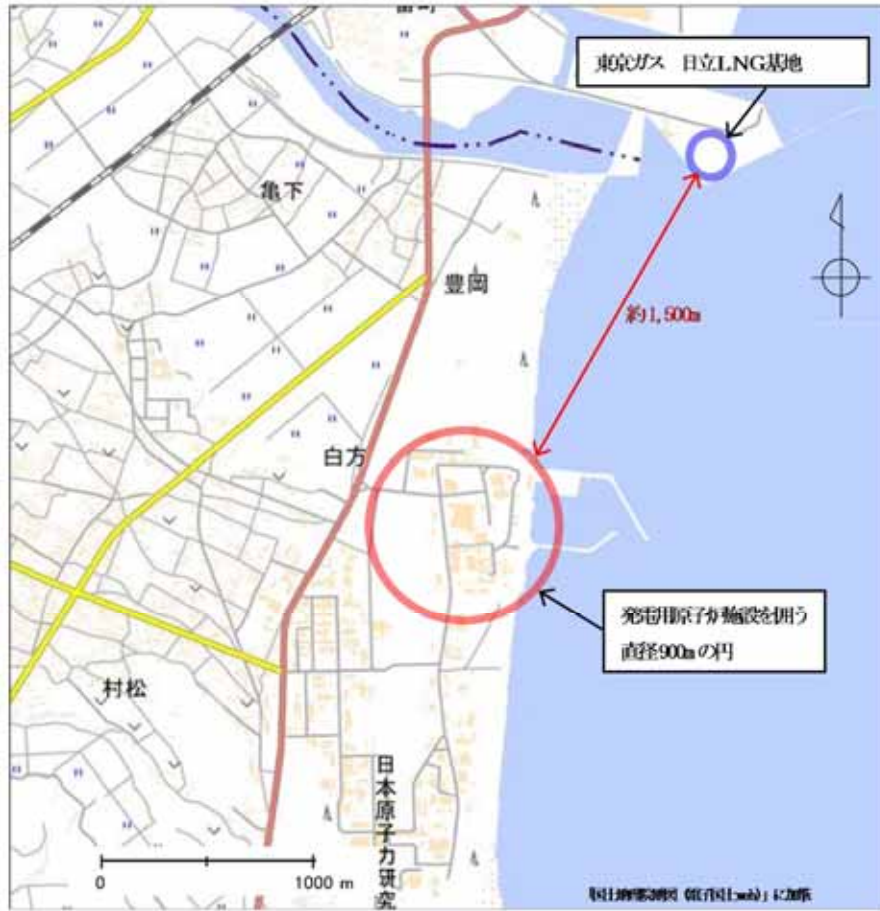 東京ガス 日立LNG基地
亀下
豊岡
約1,500m
白方
発電用原子力施設を囲う
直径900mの円
村松
日本原子力研究
0
1000 m